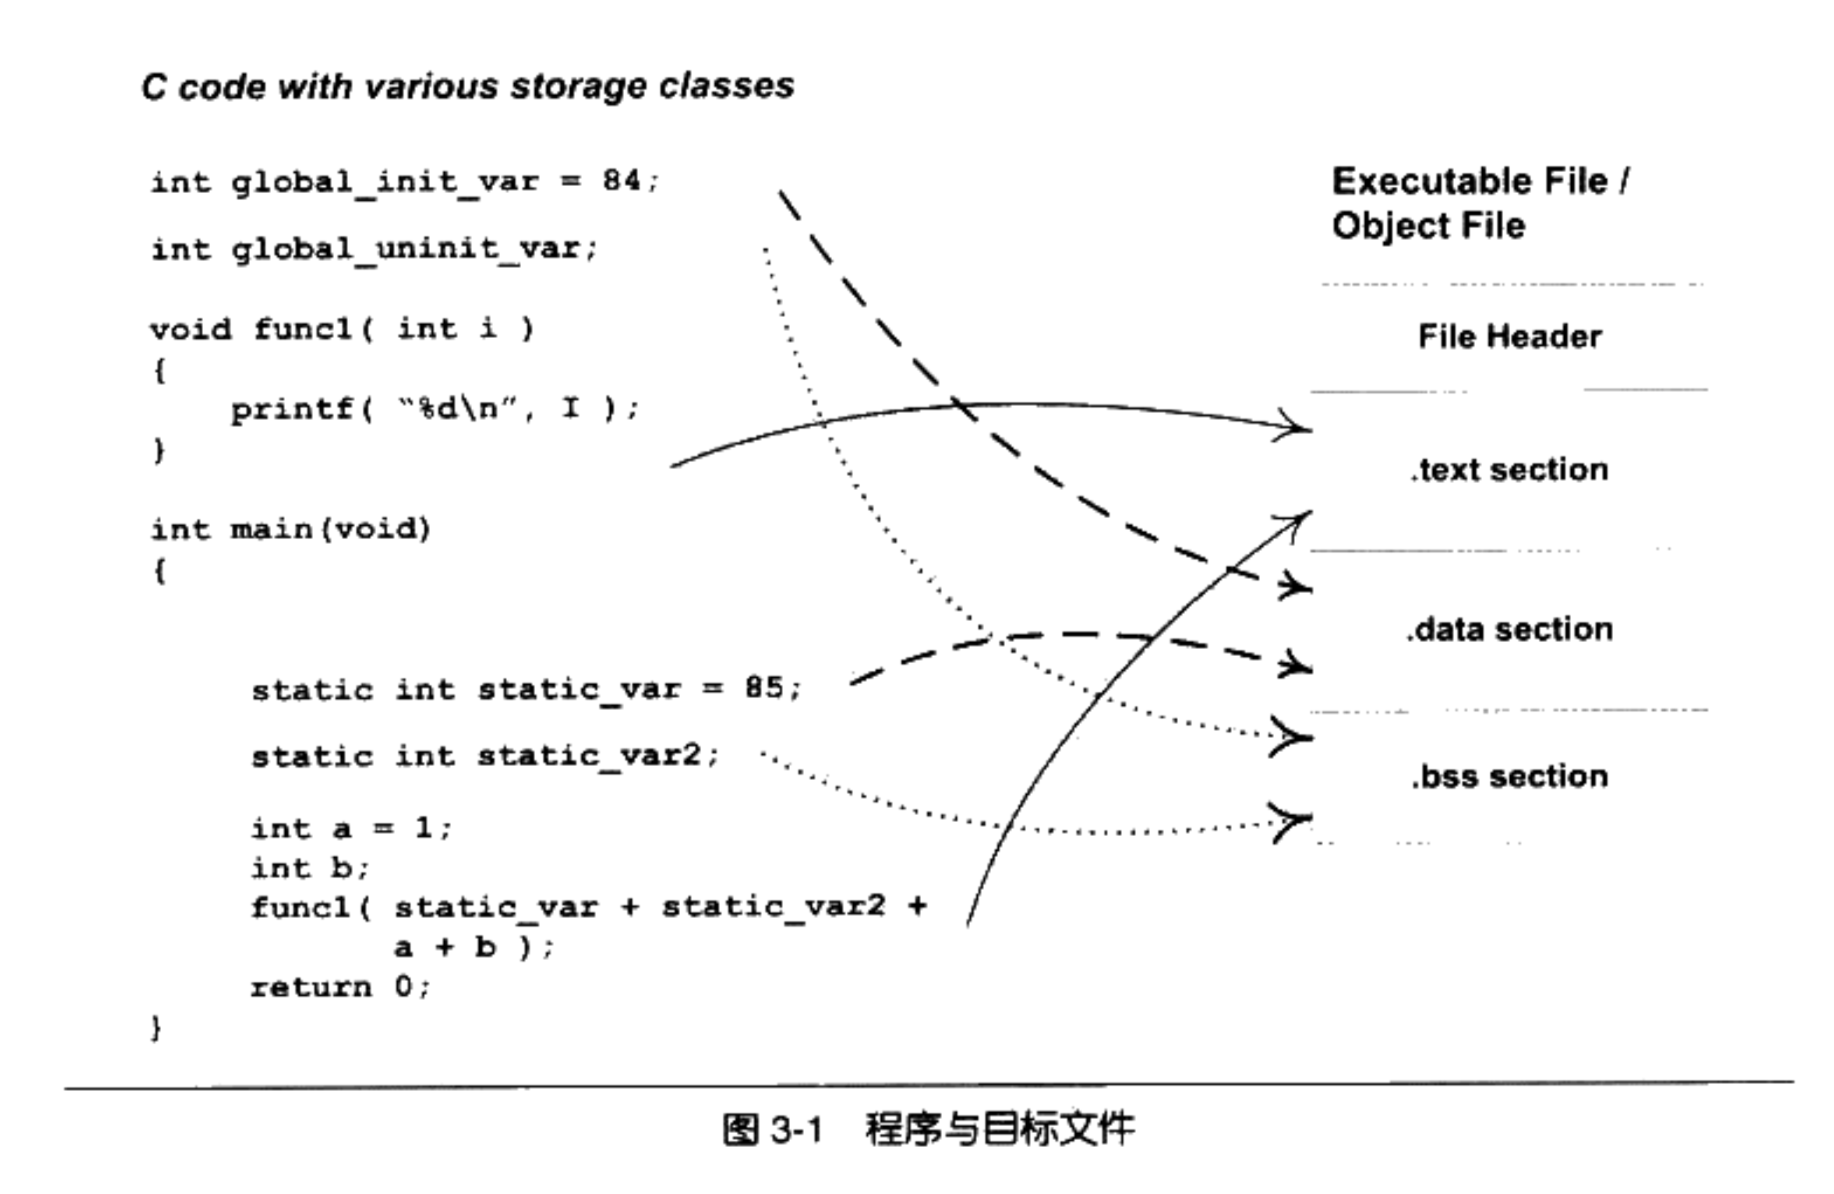 C code with various storage classes
int global_init_var = 84;
int global_uninit_var;
void func1( int i )
{
printf( “%d\n”, I );
}
int main(void)
{
static int static_var = 85;
static int static_var2;
int a = 1;
int b;
func1( static_var + static_var2 +
a + b );
return 0;
}
Executable File /
Object File
File Header
.text section
.data section
.bss section
图 3-1 程序与目标文件